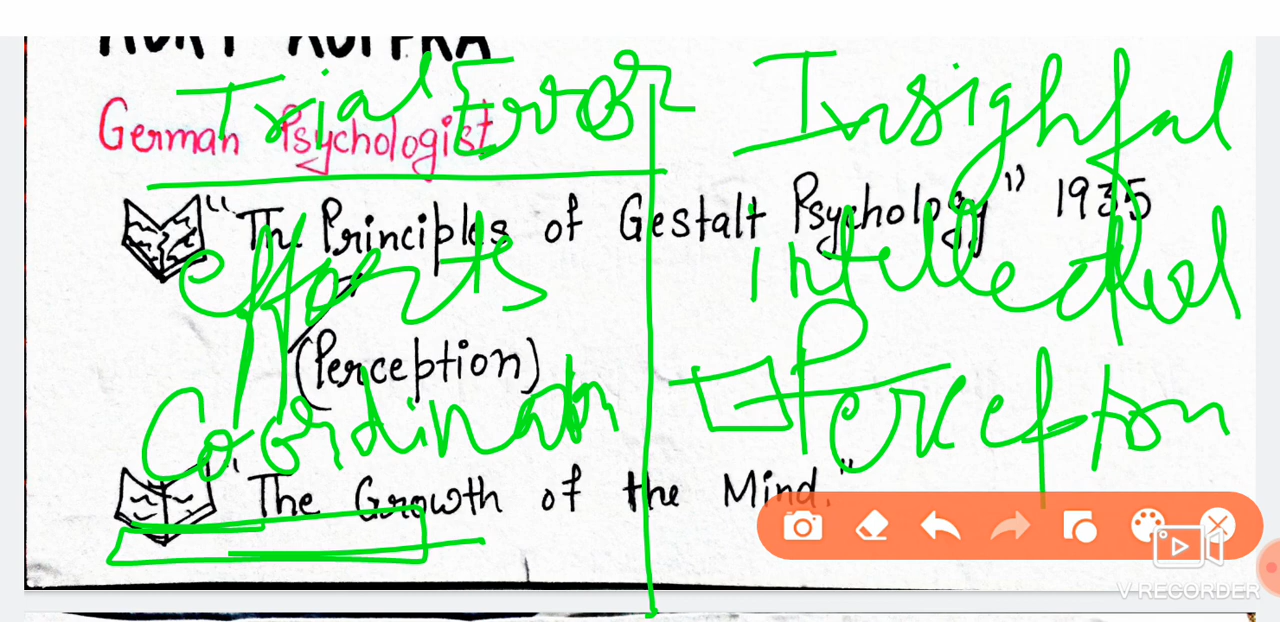 Trial Error Insighful
German Psychologist
"The Principles of Gestalt Psychology" 1935
efforts intellectual
(Perception)
Coordination Perception
"The Growth of the Mind."
V-RECORDER